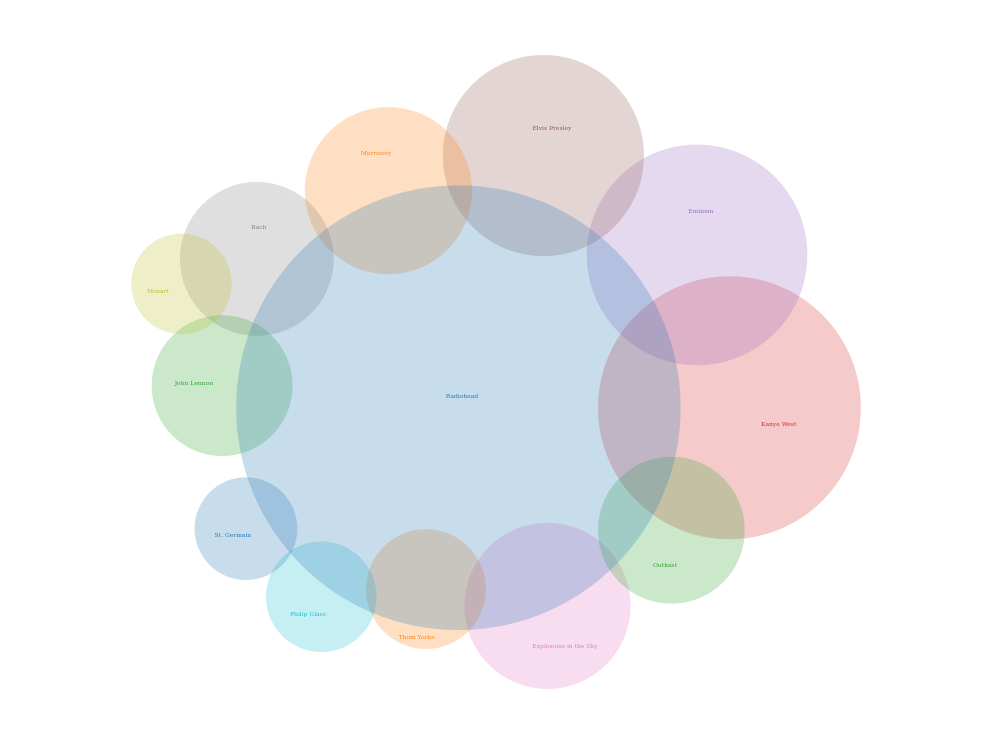 Elvis Presley
Morrissey
Eminem
Bach
Mozart
John Lennon
Radiohead
Kanye West
St. Germain
Outkast
Philip Glass
Thom Yorke
Explosions in the Sky